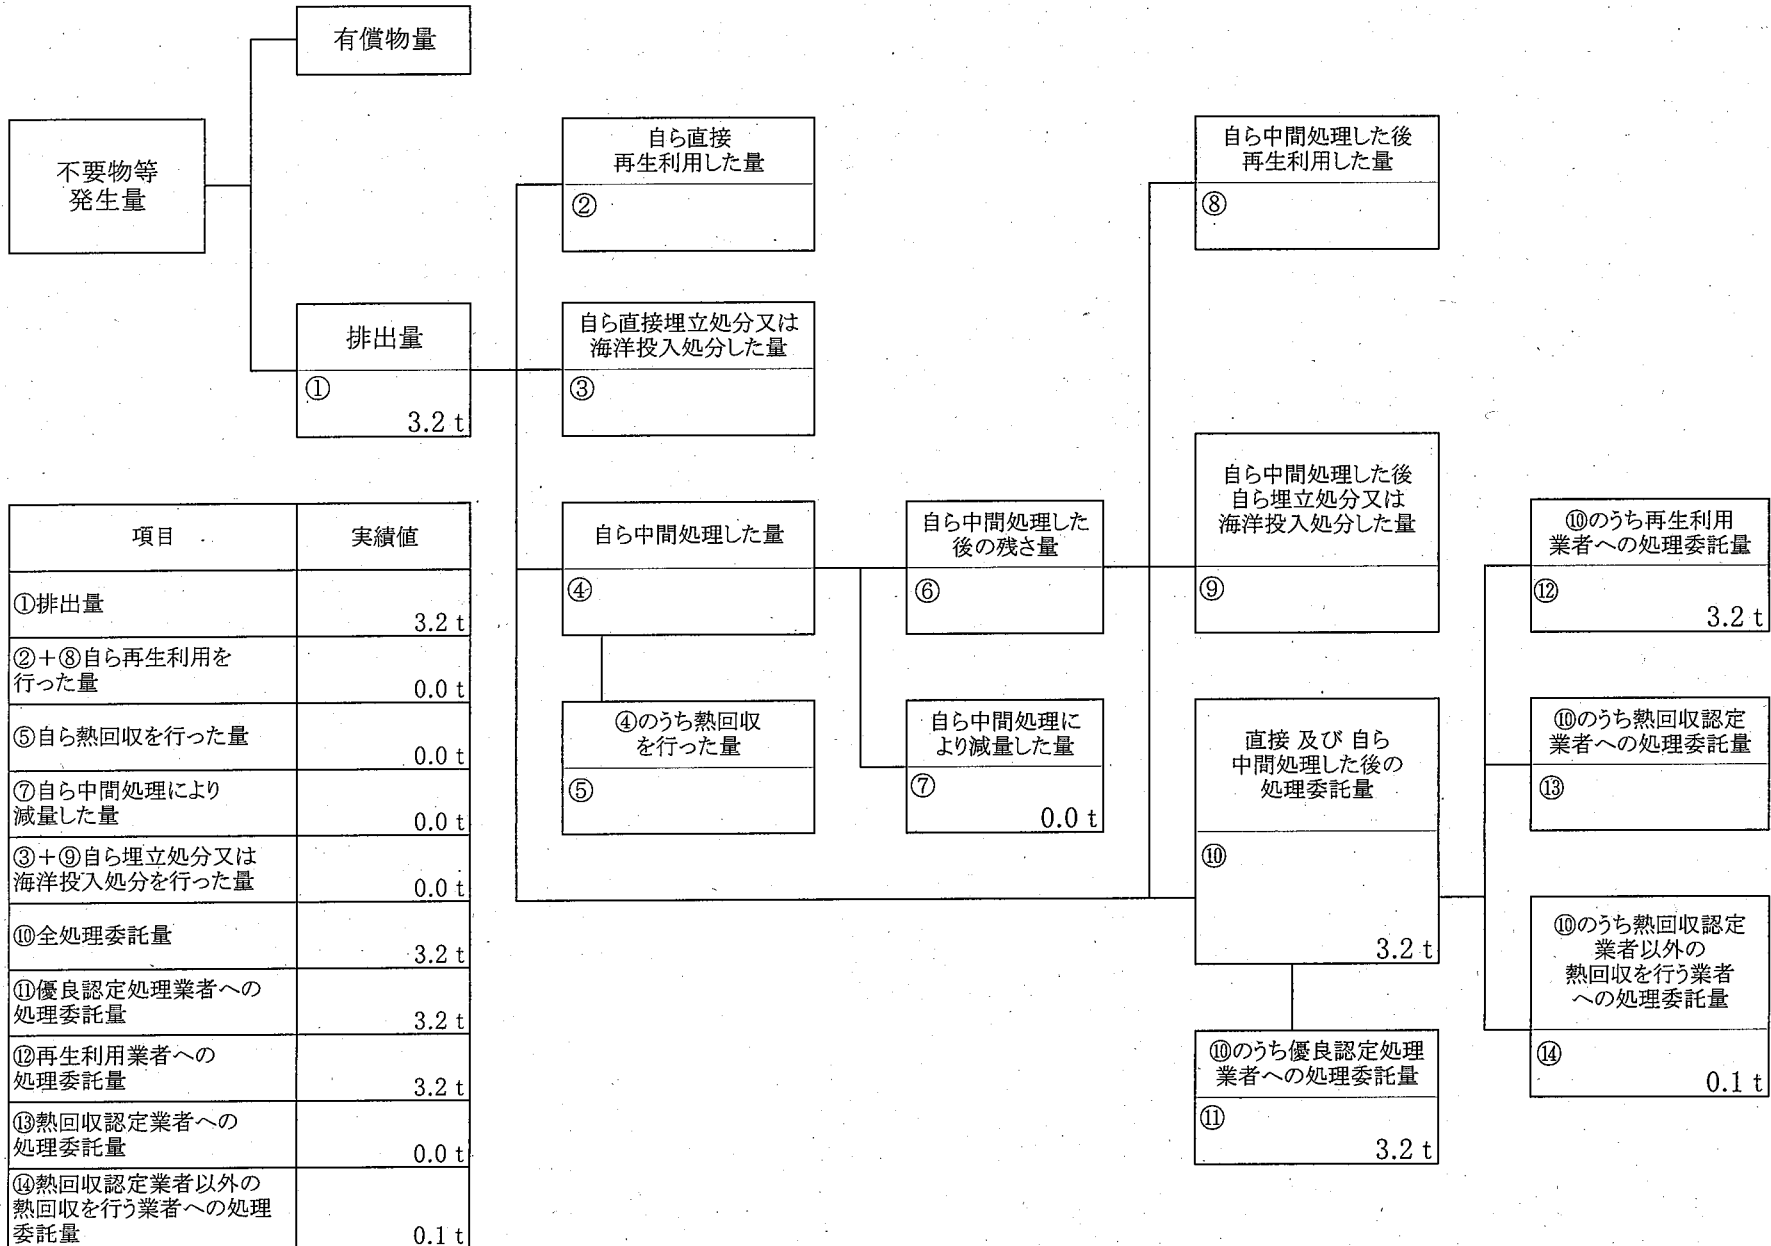 有償物量
不要物等
発生量
排出量
①
3.2 t
自ら直接
再生利用した量
②
自ら直接埋立処分又は
海洋投入処分した量
③
自ら中間処理した量
④
④のうち熱回収
を行った量
⑤
自ら中間処理した
後の残さ量
⑥
自ら中間処理に
より減量した量
⑦
0.0 t
自ら中間処理した後
再生利用した量
⑧
自ら中間処理した後
自ら埋立処分又は
海洋投入処分した量
⑨
直接 及び 自ら
中間処理した後の
処理委託量
⑩
3.2 t
⑩のうち優良認定処理
業者への処理委託量
⑪
3.2 t
⑩のうち再生利用
業者への処理委託量
⑫
3.2 t
⑩のうち熱回収認定
業者への処理委託量
⑬
⑩のうち熱回収認定
業者以外の
熱回収を行う業者
への処理委託量
⑭
0.1 t
項目 実績値
①排出量 3.2 t
②+⑧自ら再生利用を
行った量 0.0 t
⑤自ら熱回収を行った量 0.0 t
⑦自ら中間処理により
減量した量 0.0 t
③+⑨自ら埋立処分又は
海洋投入処分を行った量 0.0 t
⑩全処理委託量 3.2 t
⑪優良認定処理業者への
処理委託量 3.2 t
⑫再生利用業者への
処理委託量 3.2 t
⑬熱回収認定業者への
処理委託量 0.0 t
⑭熱回収認定業者以外の
熱回収を行う業者への処理
委託量 0.1 t